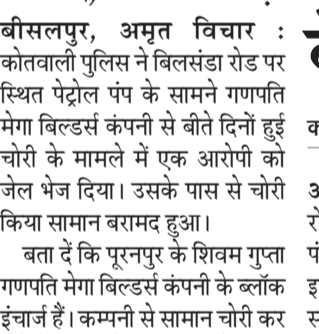 बीसलपुर, अमृत विचार :
कोतवाली पुलिस ने बिलसंडा रोड पर
स्थित पेट्रोल पंप के सामने गणपति
मेगा बिल्डर्स कंपनी से बीते दिनों हुई
चोरी के मामले में एक आरोपी को
जेल भेज दिया। उसके पास से चोरी
किया सामान बरामद हुआ।
बता दें कि पूरनपुर के शिवम गुप्ता
गणपति मेगा बिल्डर्स कंपनी के ब्लॉक
इंचार्ज हैं। कम्पनी से सामान चोरी कर